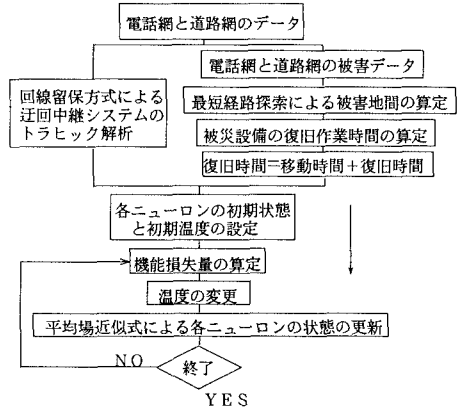 電話網と道路網のデータ
電話網と道路網の被害データ
回線留保方式による
迂回中継システムの
トラヒック解析
最短経路探索による被害地間の算定
被災設備の復旧作業時間の算定
復旧時間＝移動時間＋復旧時間
各ニューロンの初期状態
と初期温度の設定
機能損失量の算定
温度の変更
平均場近似式による各ニューロンの状態の更新
NO
終了
YES